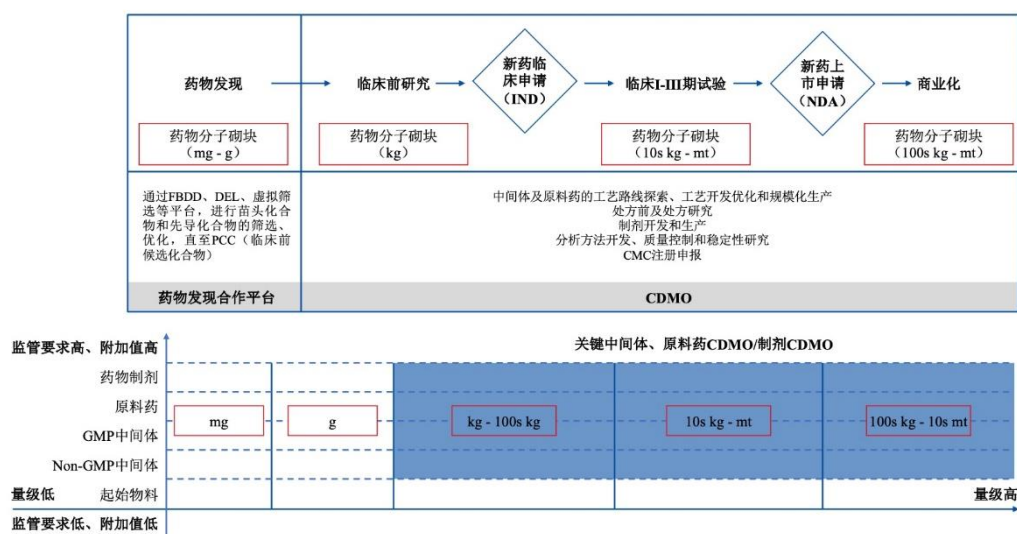 药物发现
临床前研究
新药临
床申请
（IND）
临床I-III期试验
新药上
市申请
（NDA）
商业化
药物分子砌块
（mg - g）
药物分子砌块
（kg）
药物分子砌块
（10s kg - mt）
药物分子砌块
（100s kg - mt）
通过FBDD、DEL、虚拟筛
选等平台，进行苗头化合
物和先导化合物的筛选、
优化，直至PCC（临床前
候选化合物）
中间体及原料药的工艺路线探索、工艺开发优化和规模化生产
处方前及处方研究
制剂开发和生产
分析方法开发、质量控制和稳定性研究
CMC注册申报
药物发现合作平台
CDMO
监管要求高、附加值高
关键中间体、原料药CDMO/制剂CDMO
药物制剂
原料药
GMP中间体
Non-GMP中间体
mg
g
kg - 100s kg
10s kg - mt
100s kg - 10s mt
量级低
起始物料
量级高
监管要求低、附加值低